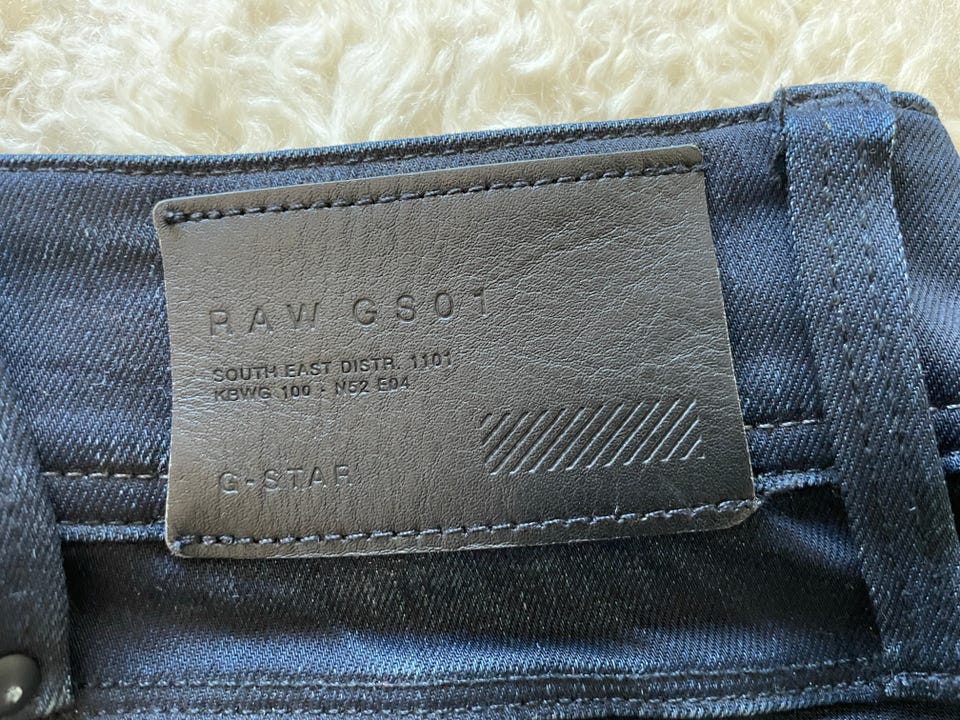 RAW GS01
SOUTH EAST DISTR. 1101
KBWG 100 - N52 E04
G-STAR